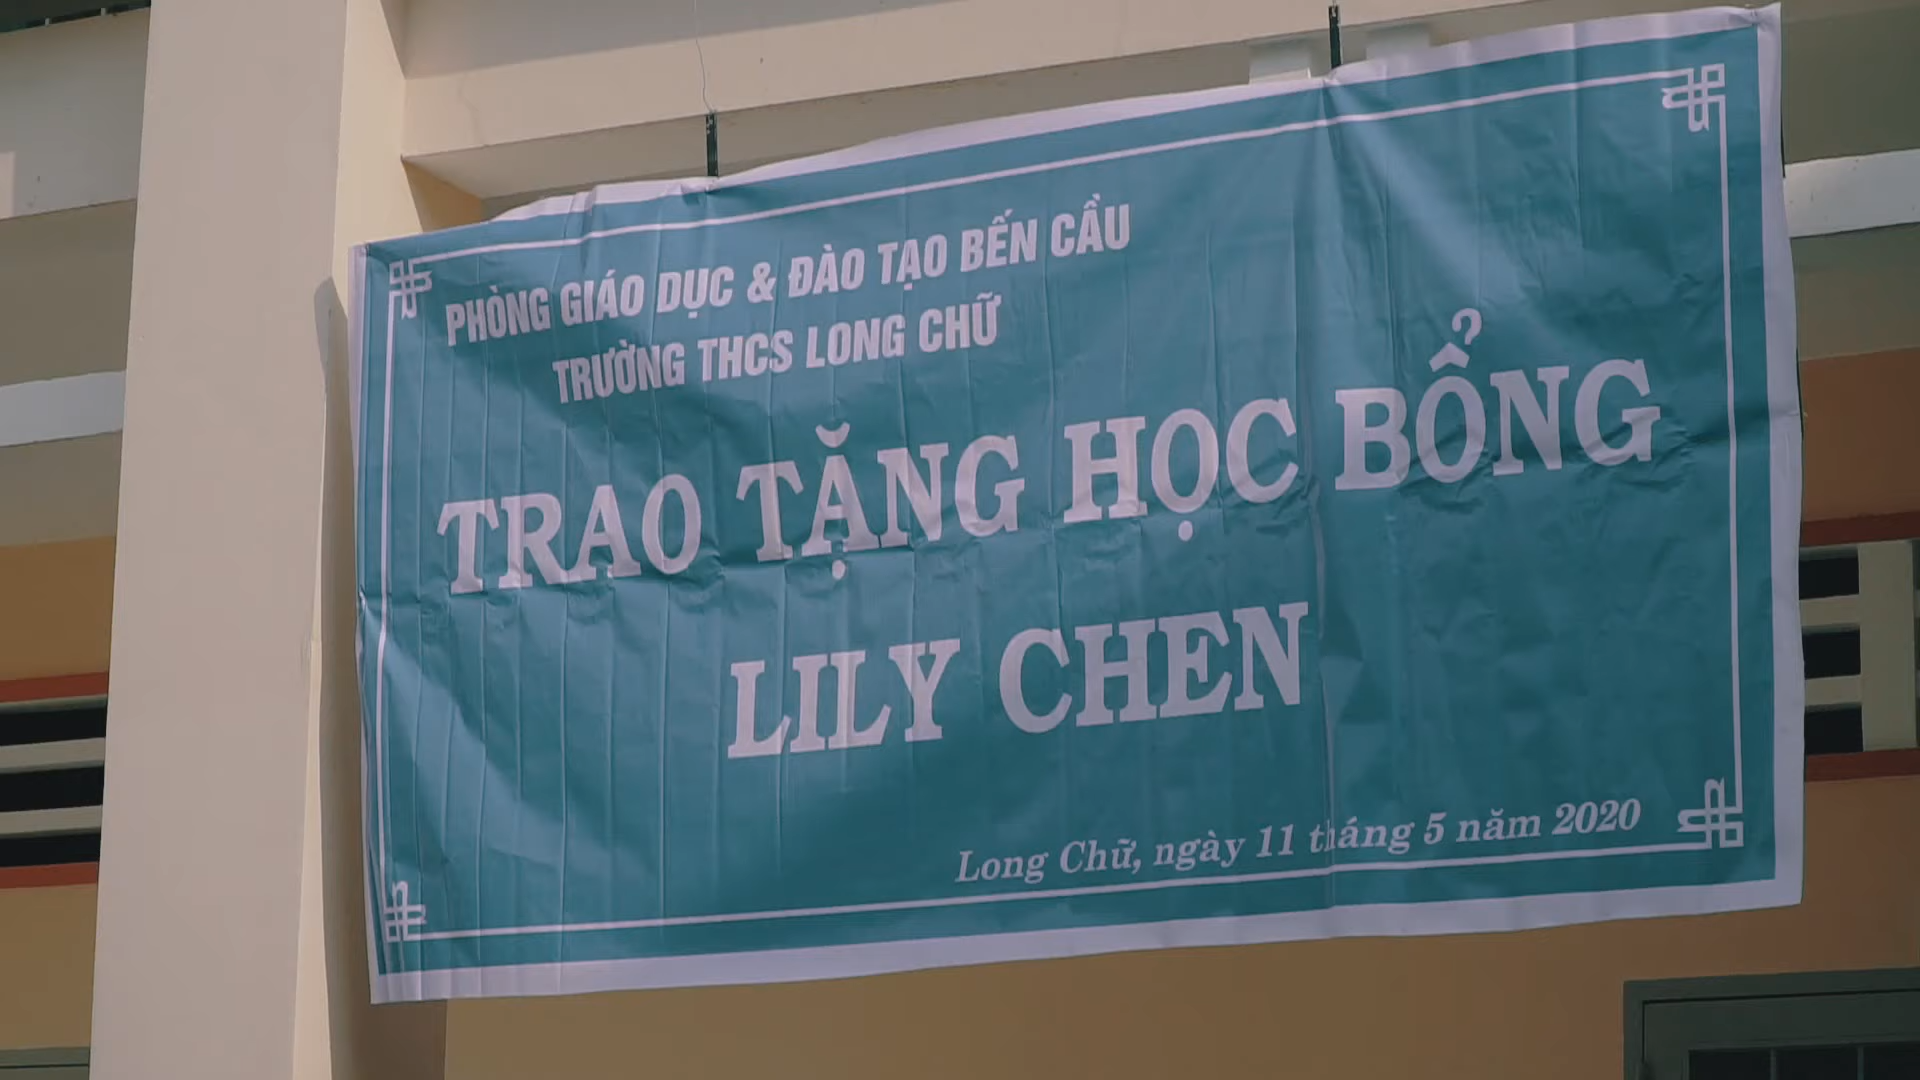 PHÒNG GIÁO DỤC & ĐÀO TẠO BẾN CẦU
TRƯỜNG THCS LONG CHỮ
TRAO TẶNG HỌC BỔNG
LILY CHEN
Long Chữ, ngày 11 tháng 5 năm 2020